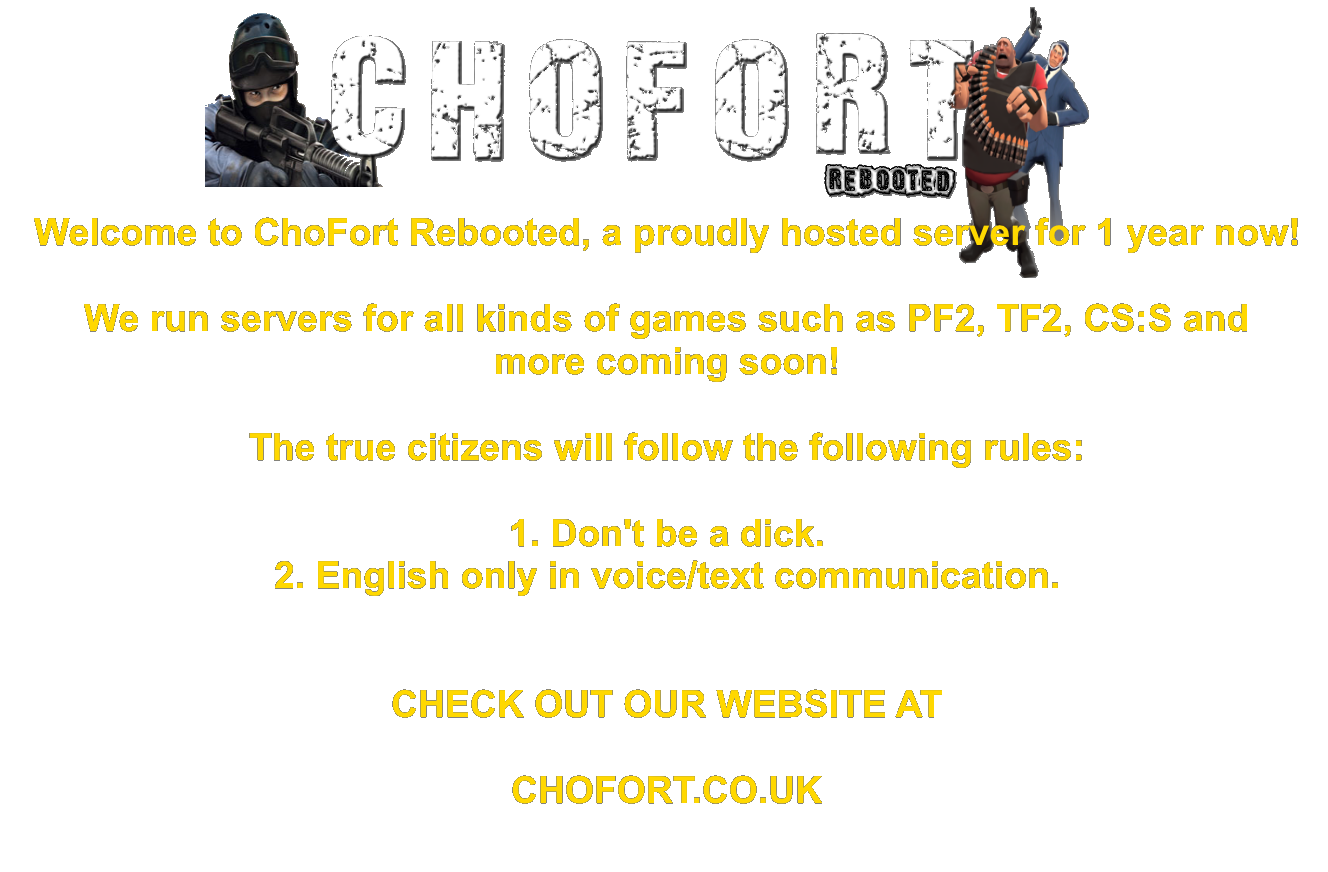 CHOFORT
REBOOTED
Welcome to ChoFort Rebooted, a proudly hosted server for 1 year now!
We run servers for all kinds of games such as PF2, TF2, CS:S and
more coming soon!
The true citizens will follow the following rules:
1. Don't be a dick.
2. English only in voice/text communication.
CHECK OUT OUR WEBSITE AT
CHOFORT.CO.UK